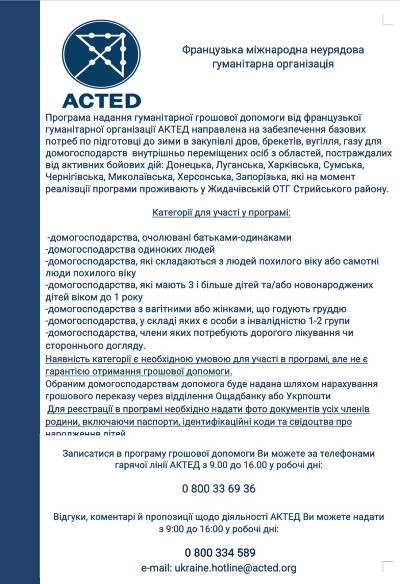 ACTED
Французька міжнародна неурядова
гуманітарна організація
Програма надання гуманітарної грошової допомоги від французької
гуманітарної організації АКТЕД направлена на забезпечення базових
потреб по підготовці до зими в закупівлі дров, брекетів, вугілля, газу для
домогосподарств внутрішньо переміщених осіб з областей, постраждалих
від активних бойових дій: Донецька, Луганська, Харківська, Сумська,
Чернігівська, Миколаївська, Херсонська, Запорізька, які на момент
реалізації програми проживають у Жидачівській ОТГ Стрийського району.
Категорії для участі у програмі:
-домогосподарства, очолювані батьками-одинаками
-домогосподарства одиноких людей
-домогосподарства, які складаються з людей похилого віку або самотні
люди похилого віку
-домогосподарства, які мають 3 і більше дітей та/або новонароджених
дітей віком до 1 року
-домогосподарства з вагітними або жінками, що годують груддю
-домогосподарства, у складі яких є особи з інвалідністю 1-2 групи
-домогосподарства, члени яких потребують дорогого лікування чи
стороннього догляду.
Наявність категорії є необхідною умовою для участі в програмі, але не є
гарантією отримання грошової допомоги.
Обраним домогосподарствам допомога буде надана шляхом нарахування
грошового переказу через відділення Ощадбанку або Укрпошти
Для реєстрації в програмі необхідно надати фото документів усіх членів
родини, включаючи паспорти, ідентифікаційні коди та свідоцтва про
народження дітей
Записатися в програму грошової допомоги Ви можете за телефонами
гарячої лінії АКТЕД з 9.00 до 16.00 у робочі дні:
0 800 33 69 36
Відгуки, коментарі й пропозиції щодо діяльності АКТЕД Ви можете надати
з 9:00 до 16:00 у робочі дні:
0 800 334 589
e-mail: ukraine.hotline@acted.org